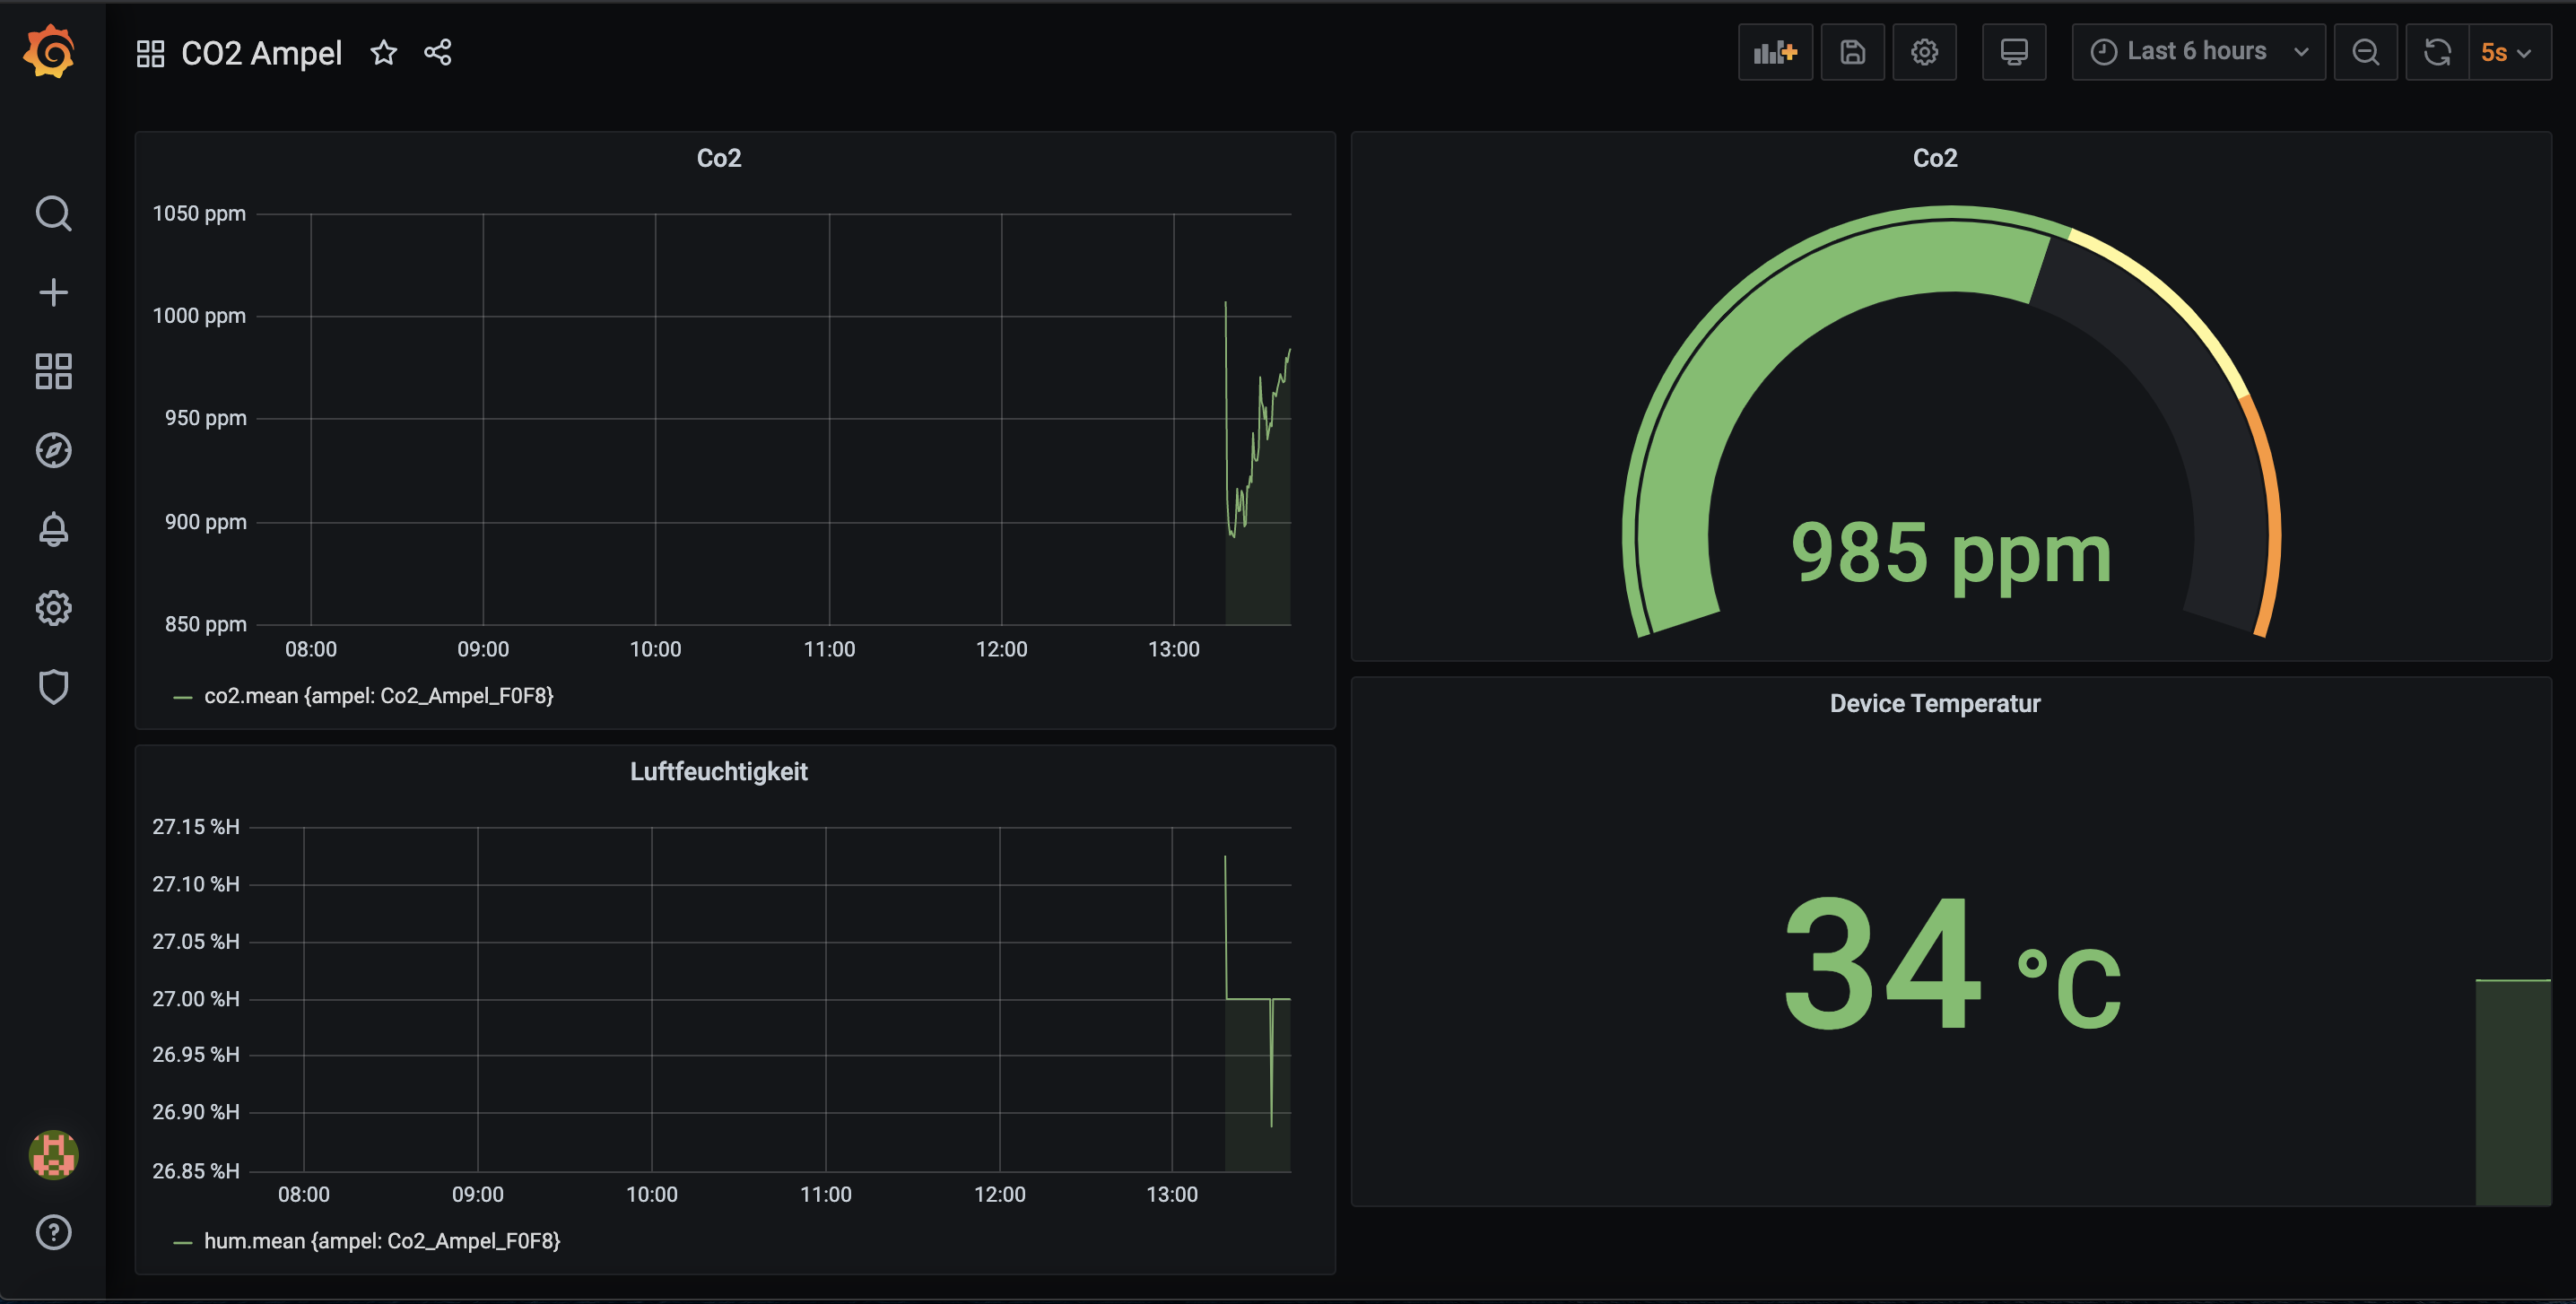 CO2 Ampel
Last 6 hours
5s
Co2
1050 ppm
1000 ppm
950 ppm
900 ppm
850 ppm
08:00 09:00 10:00 11:00 12:00 13:00
co2.mean {ampel: Co2_Ampel_F0F8}
Co2
985 ppm
Luftfeuchtigkeit
27.15 %H
27.10 %H
27.05 %H
27.00 %H
26.95 %H
26.90 %H
26.85 %H
08:00 09:00 10:00 11:00 12:00 13:00
hum.mean {ampel: Co2_Ampel_F0F8}
Device Temperatur
34 °C